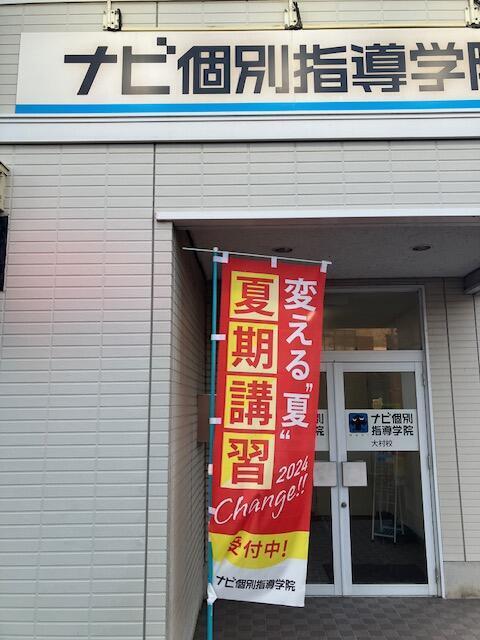 ナビ個別指導学院
変える"夏"
夏期講習
2024
Change!!
受付中!
ナビ個別指導学院
ナビ個別
指導学院
大村校
院